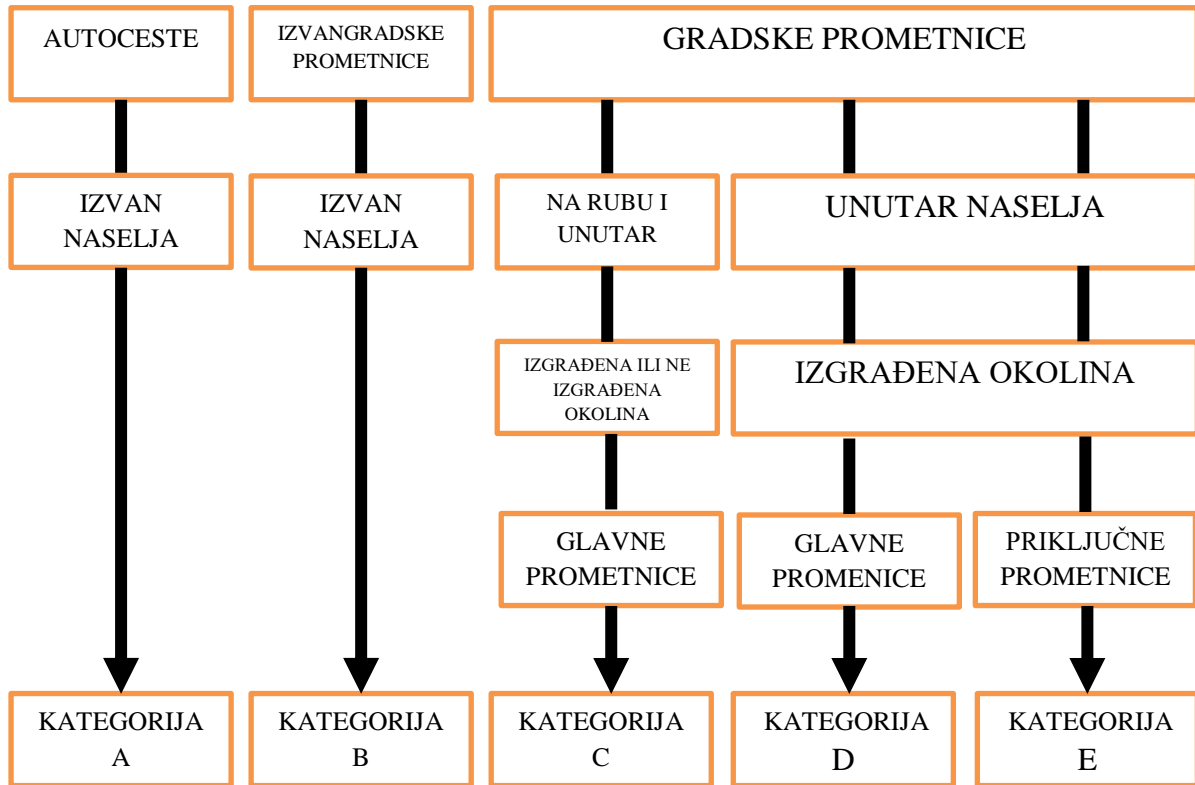 AUTOCESTE
IZVANGRADSKE
PROMETNICE
GRADSKE PROMETNICE
IZVAN
NASELJA
IZVAN
NASELJA
NA RUBU I
UNUTAR
UNUTAR NASELJA
IZGRAĐENA ILI NE
IZGRAĐENA
OKOLINA
IZGRAĐENA OKOLINA
GLAVNE
PROMETNICE
GLAVNE
PROMENICE
PRIKLJUČNE
PROMETNICE
KATEGORIJA
A
KATEGORIJA
B
KATEGORIJA
C
KATEGORIJA
D
KATEGORIJA
E